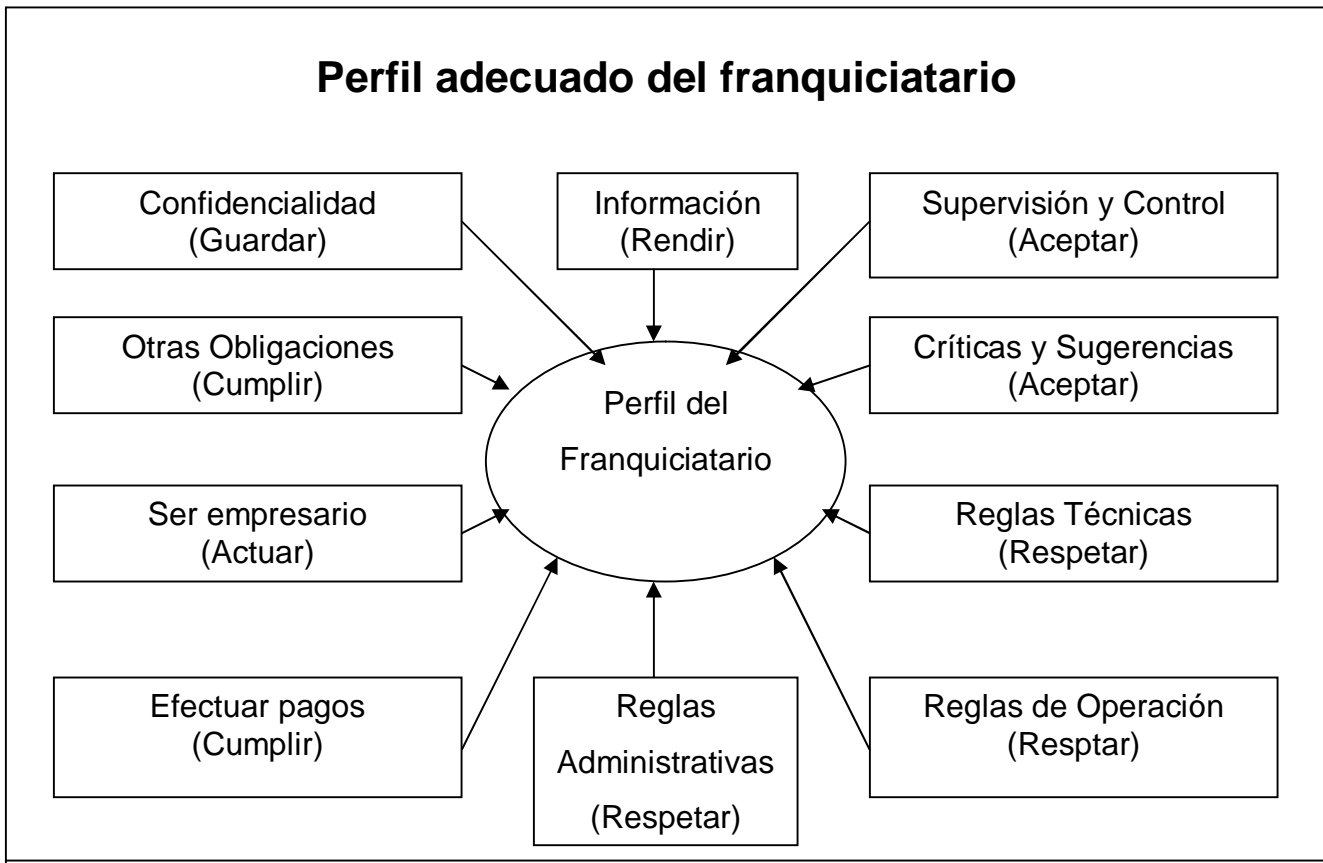 Perfil adecuado del franquiciatario
Confidencialidad
(Guardar)
Información
(Rendir)
Supervisión y Control
(Aceptar)
Otras Obligaciones
(Cumplir)
Críticas y Sugerencias
(Aceptar)
Perfil del
Franquiciatario
Ser empresario
(Actuar)
Reglas Técnicas
(Respetar)
Efectuar pagos
(Cumplir)
Reglas
Administrativas
(Respetar)
Reglas de Operación
(Resptar)